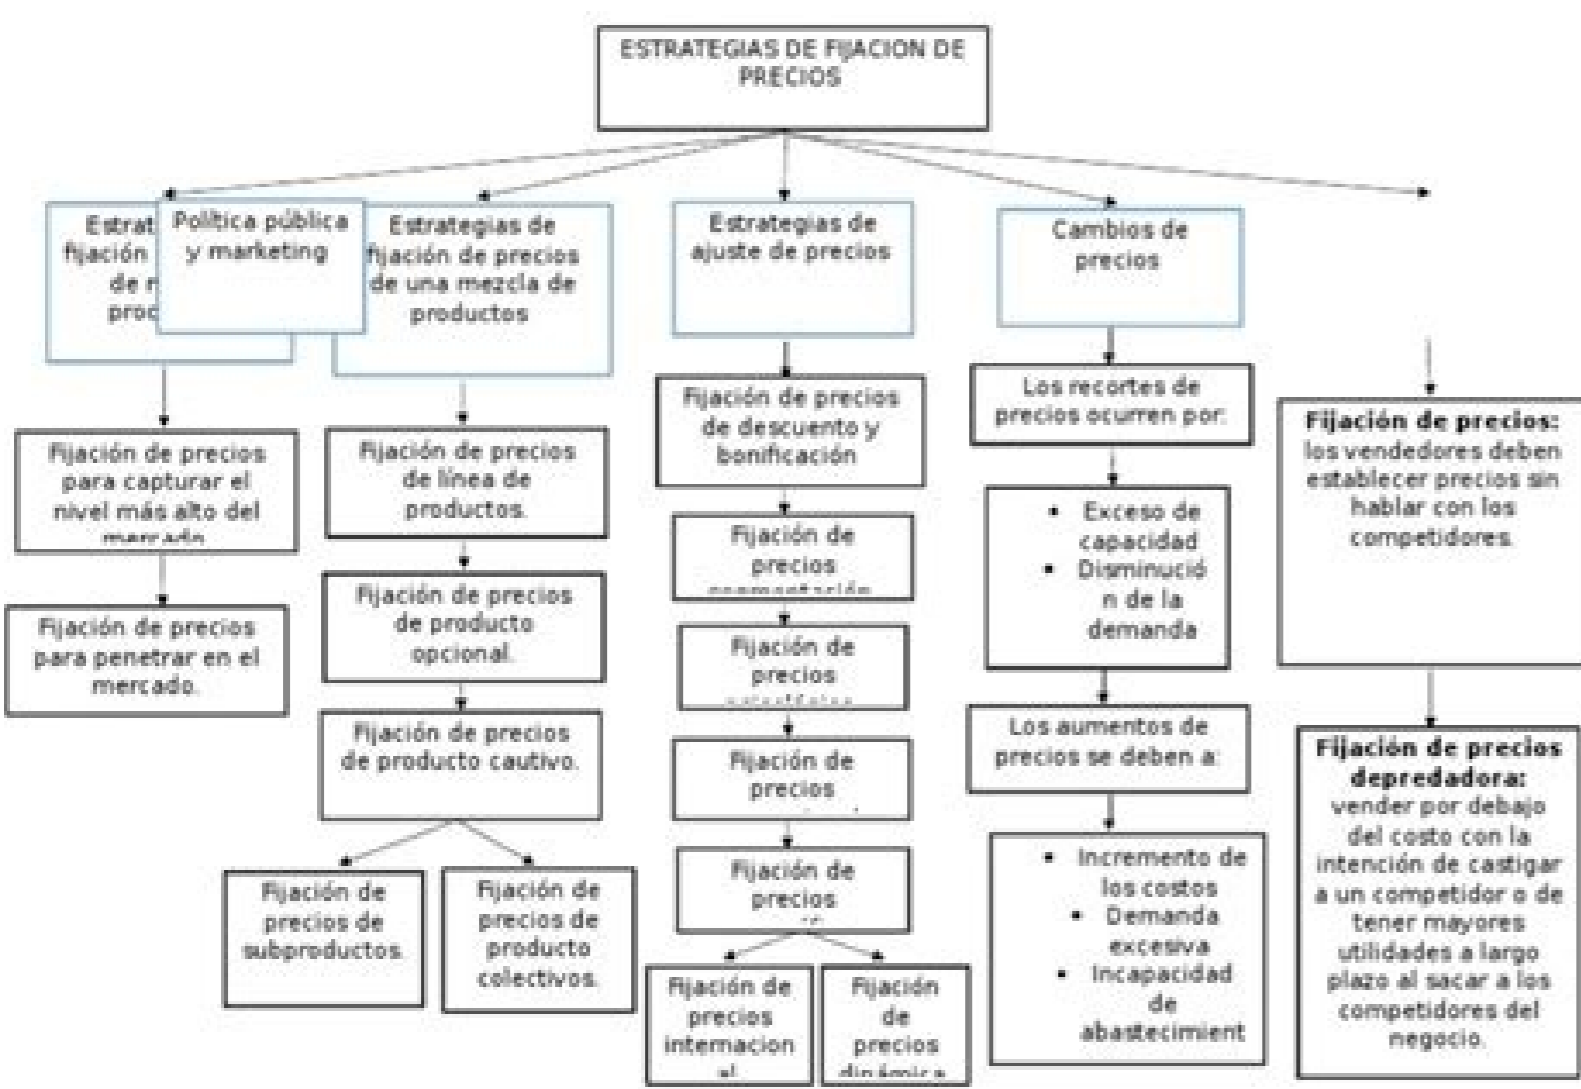 ESTRATEGIAS DE FIJACION DE
PRECIOS
Estrat
fijación
de
Política pública
y marketing
Estrategias de
fijación de precios
de una mezcla de
productos
Estrategias de
ajuste de precios
Cambios de
precios
Fijación de precios
para capturar el
nivel más alto del
mercado
Fijación de precios
para penetrar en el
mercado.
Fijación de precios
de línea de
productos.
Fijación de precios
de producto
opcional.
Fijación de precios
de producto cautivo.
Fijación de
precios de
subproductos.
Fijación de
precios de
producto
colectivos.
Fijación de precios
de descuento y
bonificación
Fijación de
precios
Fijación de
precios
Fijación de
precios
Fijación de
precios
Fijación de
precios
internacion
al.
Fijación
de
precios
dinámica
Los recortes de
precios ocurren por:
▪ Exceso de
capacidad
▪ Disminució
n de la
demanda
Los aumentos de
precios se deben a:
▪ Incremento de
los costos
▪ Demanda
excesiva
▪ Incapacidad
de
abastecimient
Fijación de precios:
los vendedores deben
establecer precios sin
hablar con los
competidores.
Fijación de precios
depredadora:
vender por debajo
del costo con la
intención de castigar
a un competidor o de
tener mayores
utilidades a largo
plazo al sacar a los
competidores del
negocio.